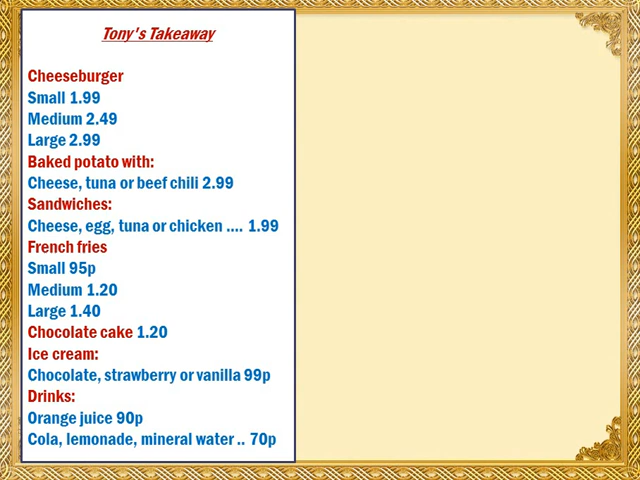 Tony's Takeaway
Cheeseburger
Small 1.99
Medium 2.49
Large 2.99
Baked potato with:
Cheese, tuna or beef chili 2.99
Sandwiches:
Cheese, egg, tuna or chicken .... 1.99
French fries
Small 95p
Medium 1.20
Large 1.40
Chocolate cake 1.20
Ice cream:
Chocolate, strawberry or vanilla 99p
Drinks:
Orange juice 90p
Cola, lemonade, mineral water .. 70p